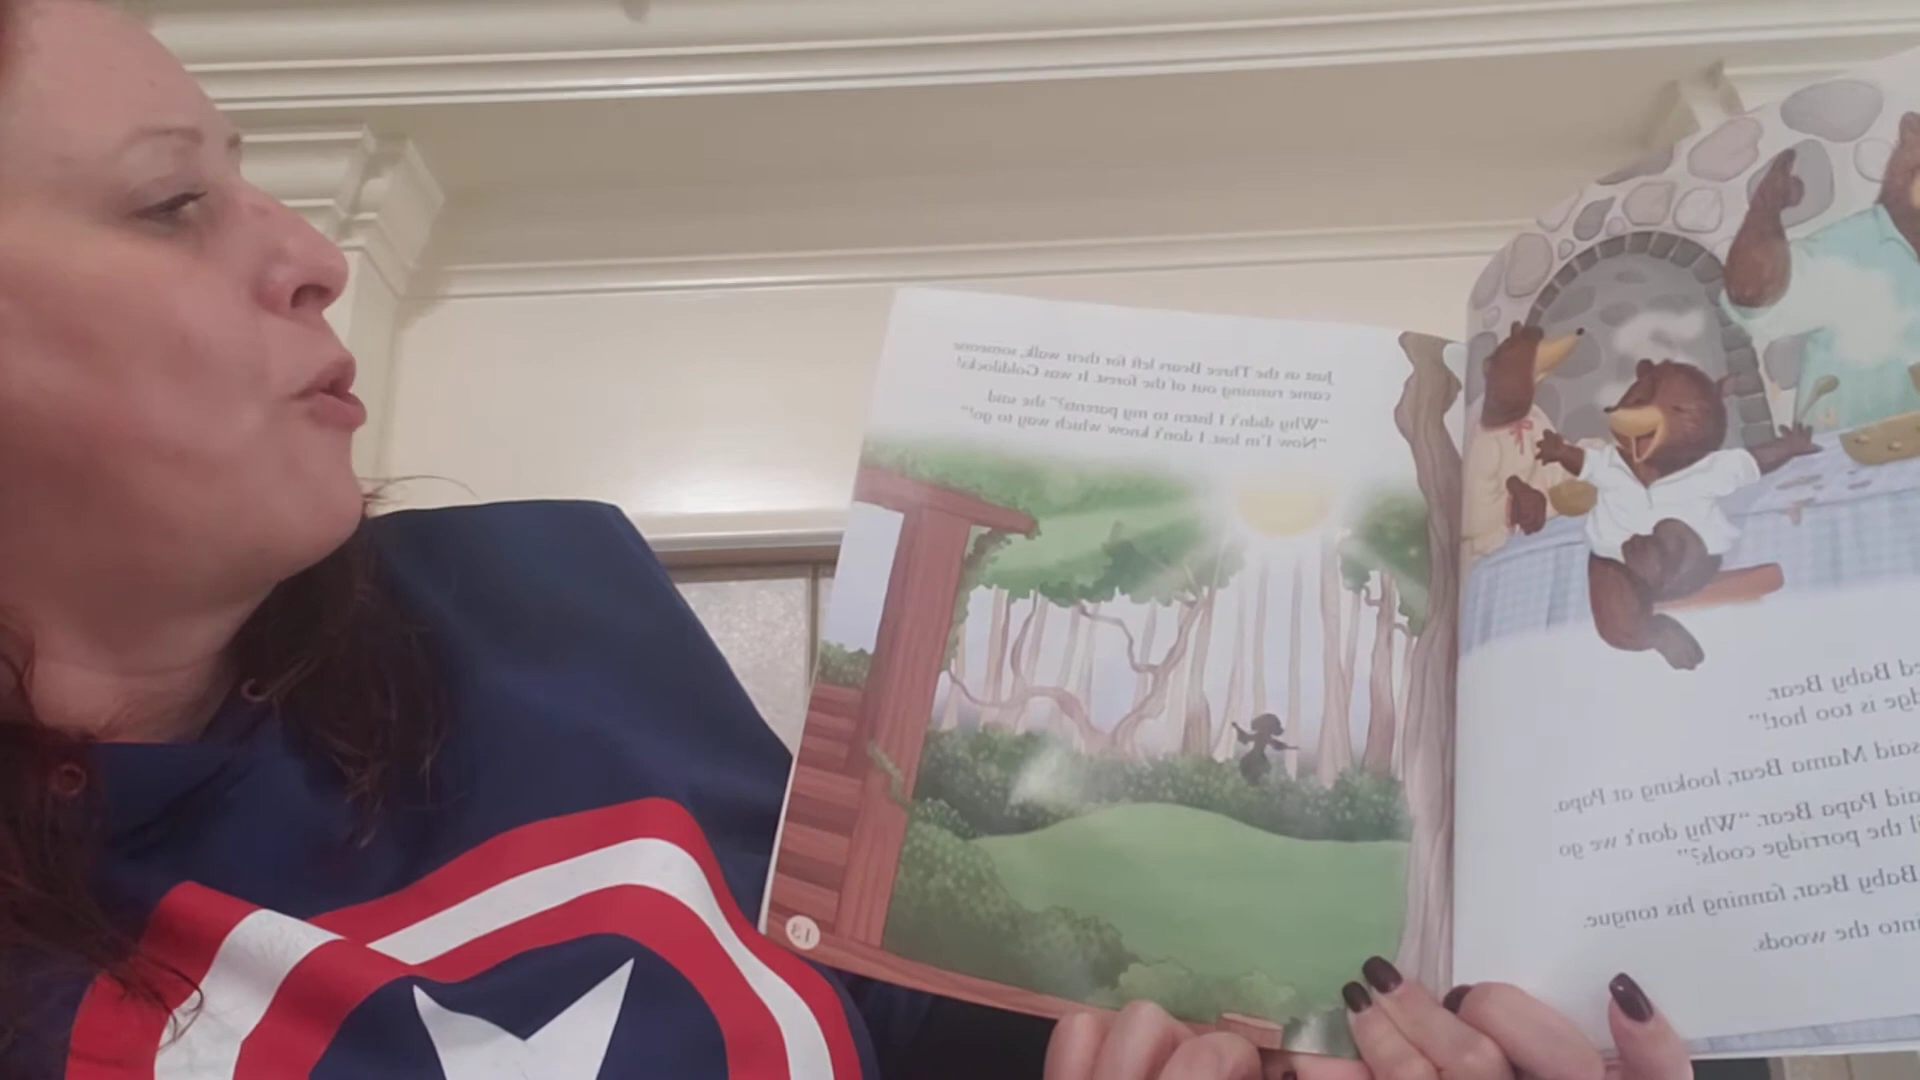 Baby Bear.
is too hot!”
said Mama Bear, looking at Papa.
said Papa Bear. “Why don't we go
the porridge cools?”
Baby Bear, fanning his tongue.
into the woods.
Just as the Three Bears left for their walk, someone
came running out of the forest. It was Goldilocks!
“Why didn't I listen to my parents?” she said.
“Now I'm lost. I don't know which way to go!”
13